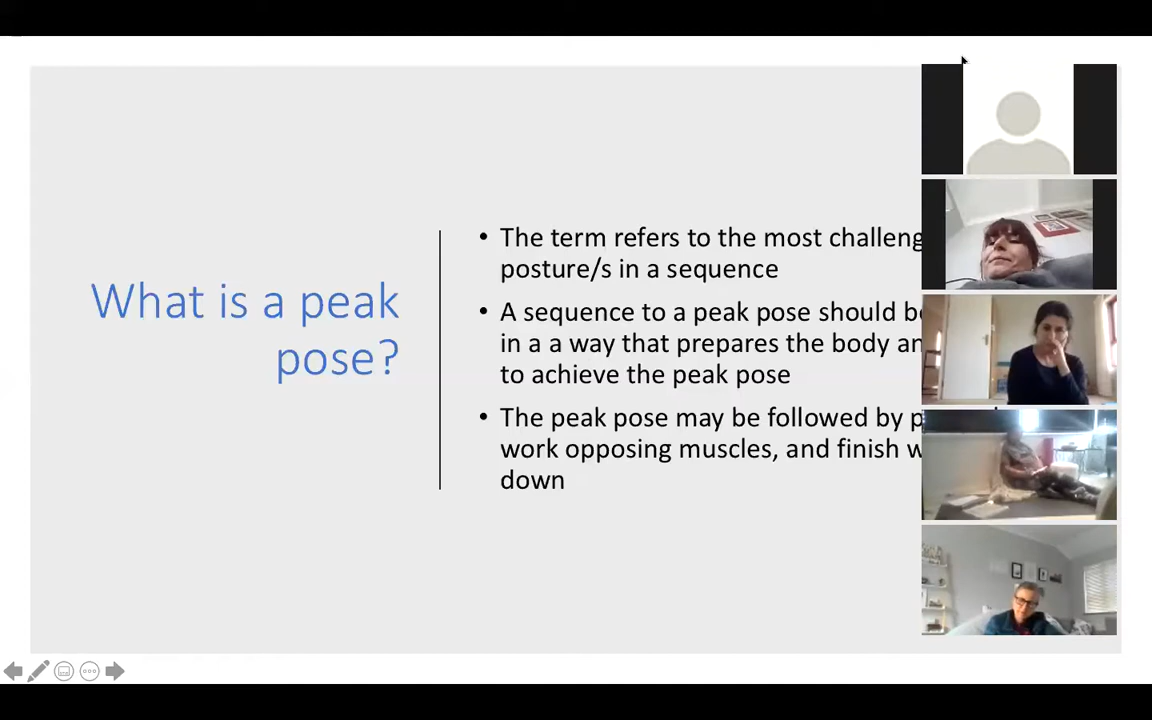 What is a peak
pose?
• The term refers to the most challeng
posture/s in a sequence
• A sequence to a peak pose should be
in a a way that prepares the body an
to achieve the peak pose
• The peak pose may be followed by p
work opposing muscles, and finish w
down